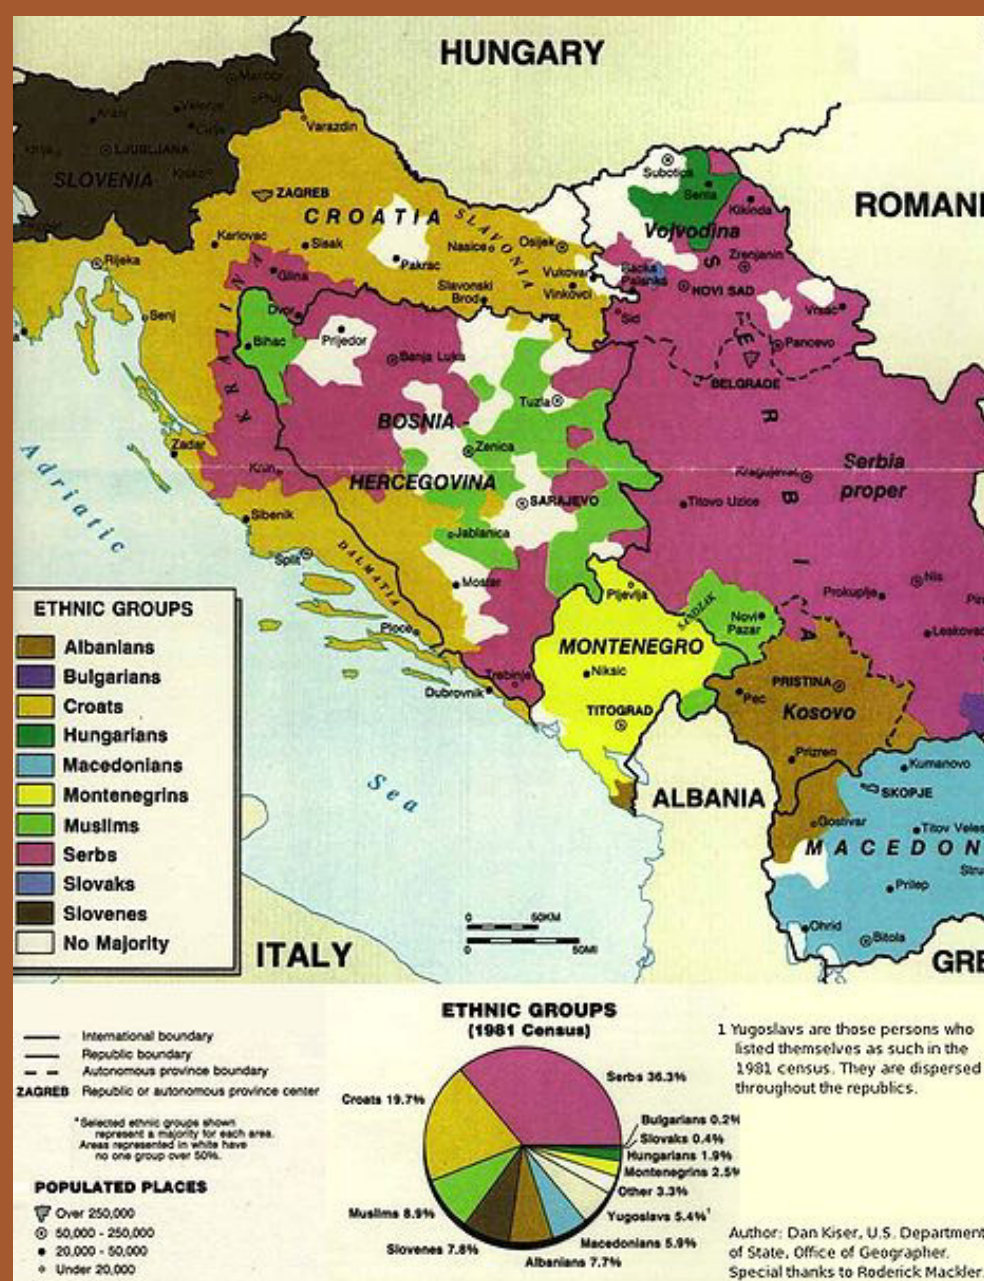 HUNGARY
Maribor
Ptuj
Kranj
Velenje
Celje
Idrija
LJUBLJANA
Krsko
SLOVENIA
Varazdin
ZAGREB
CROATIA
SLAVONIA
Subotica
Senta
Kikinda
ROMANI
Vojvodina
Karlovac
Sisak
Nasice
Osijek
Zrenjanin
Rijeka
Pakrac
Glina
Vukovar
Backa
Palanka
NOVI SAD
Slavonski
Brod
Vinkovci
Senj
Dvor
Sid
Vrsac
KRAJINA
Bihac
Prijedor
Banja Luka
Pancevo
BELGRADE
SERBIA
Tuzla
BOSNIA -
Zadar
Zenica
Knin
HERCEGOVINA
Kragujevac
Serbia
proper
Adriatic
SARAJEVO
Titovo Uzice
Sibenik
Jablanica
Split
DALMATIA
Mostar
Pljevlja
SANDZAK
Novi
Pazar
Prokuplje
Nis
Pir
Leskovac
Ploce
MONTENEGRO
Trebinje
Niksic
Dubrovnik
PRISTINA
Pec
Kosovo
TITOGRAD
Prizren
Kumanovo
Sea
ALBANIA
SKOPJE
Gostivar
Titov Veles
MACEDON
Stru
Prilep
Ohrid
Bitola
ITALY
GRE
0 50KM
0 50MI
ETHNIC GROUPS
Albanians
Bulgarians
Croats
Hungarians
Macedonians
Montenegrins
Muslims
Serbs
Slovaks
Slovenes
No Majority
International boundary
Republic boundary
Autonomous province boundary
ZAGREB Republic or autonomous province center
*Selected ethnic groups shown
represent a majority for each area.
Areas represented in white have
no one group over 50%.
POPULATED PLACES
Over 250,000
50,000 - 250,000
20,000 - 50,000
Under 20,000
ETHNIC GROUPS
(1981 Census)
Serbs 36.3%
Croats 19.7%
Bulgarians 0.2%
Slovaks 0.4%
Hungarians 1.9%
Montenegrins 2.5%
Other 3.3%
Yugoslavs 5.4%¹
Macedonians 5.9%
Albanians 7.7%
Slovenes 7.8%
Muslims 8.9%
1 Yugoslavs are those persons who
listed themselves as such in the
1981 census. They are dispersed
throughout the republics.
Author: Dan Kiser, U.S. Department
of State, Office of Geographer.
Special thanks to Roderick Mackler.